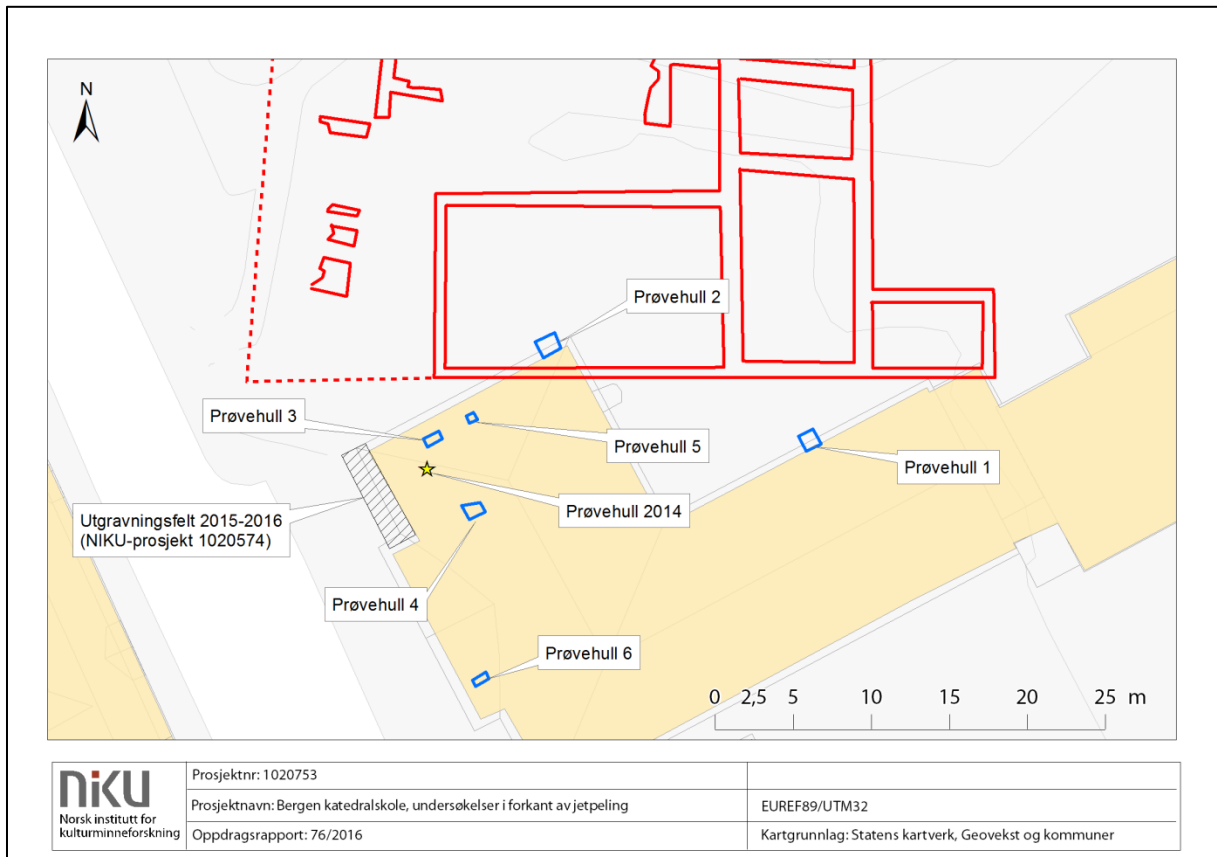 N
Prøvehull 2
Prøvehull 3
Prøvehull 5
Prøvehull 1
Utgravningsfelt 2015-2016
(NIKU-prosjekt 1020574)
Prøvehull 2014
Prøvehull 4
Prøvehull 6
0 2,5 5 10 15 20 25 m
niku
Norsk institutt for
kulturminneforskning
Prosjektnr: 1020753
Prosjektnavn: Bergen katedralskole, undersøkelser i forkant av jetpeling
EUREF89/UTM32
Oppdragsrapport: 76/2016
Kartgrunnlag: Statens kartverk, Geovekst og kommuner